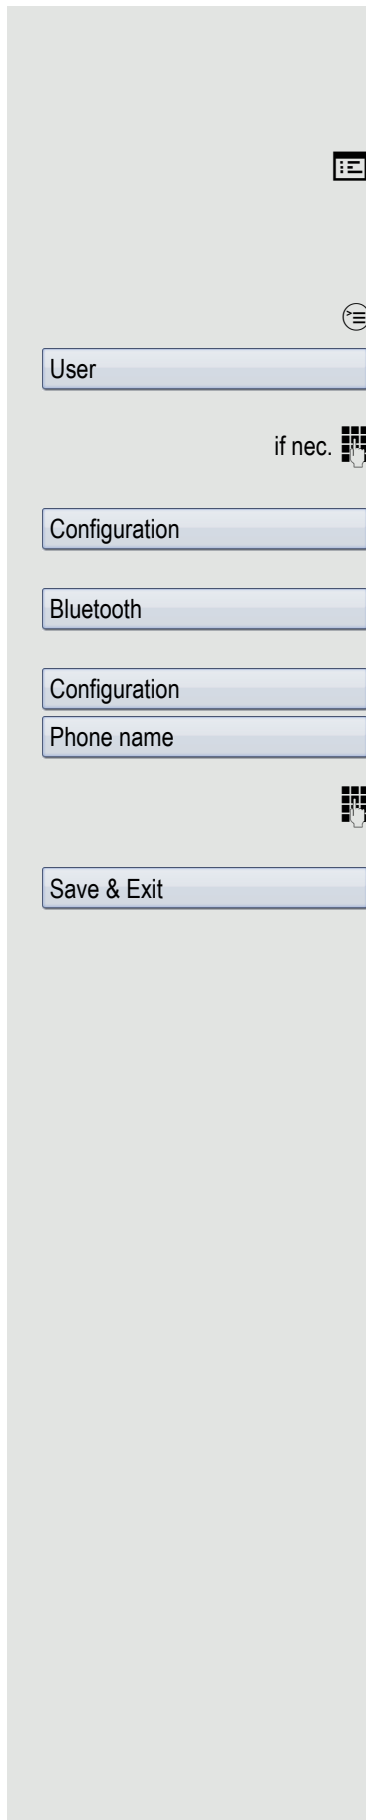 User
if nec.
Configuration
Bluetooth
Configuration
Phone name
Save & Exit